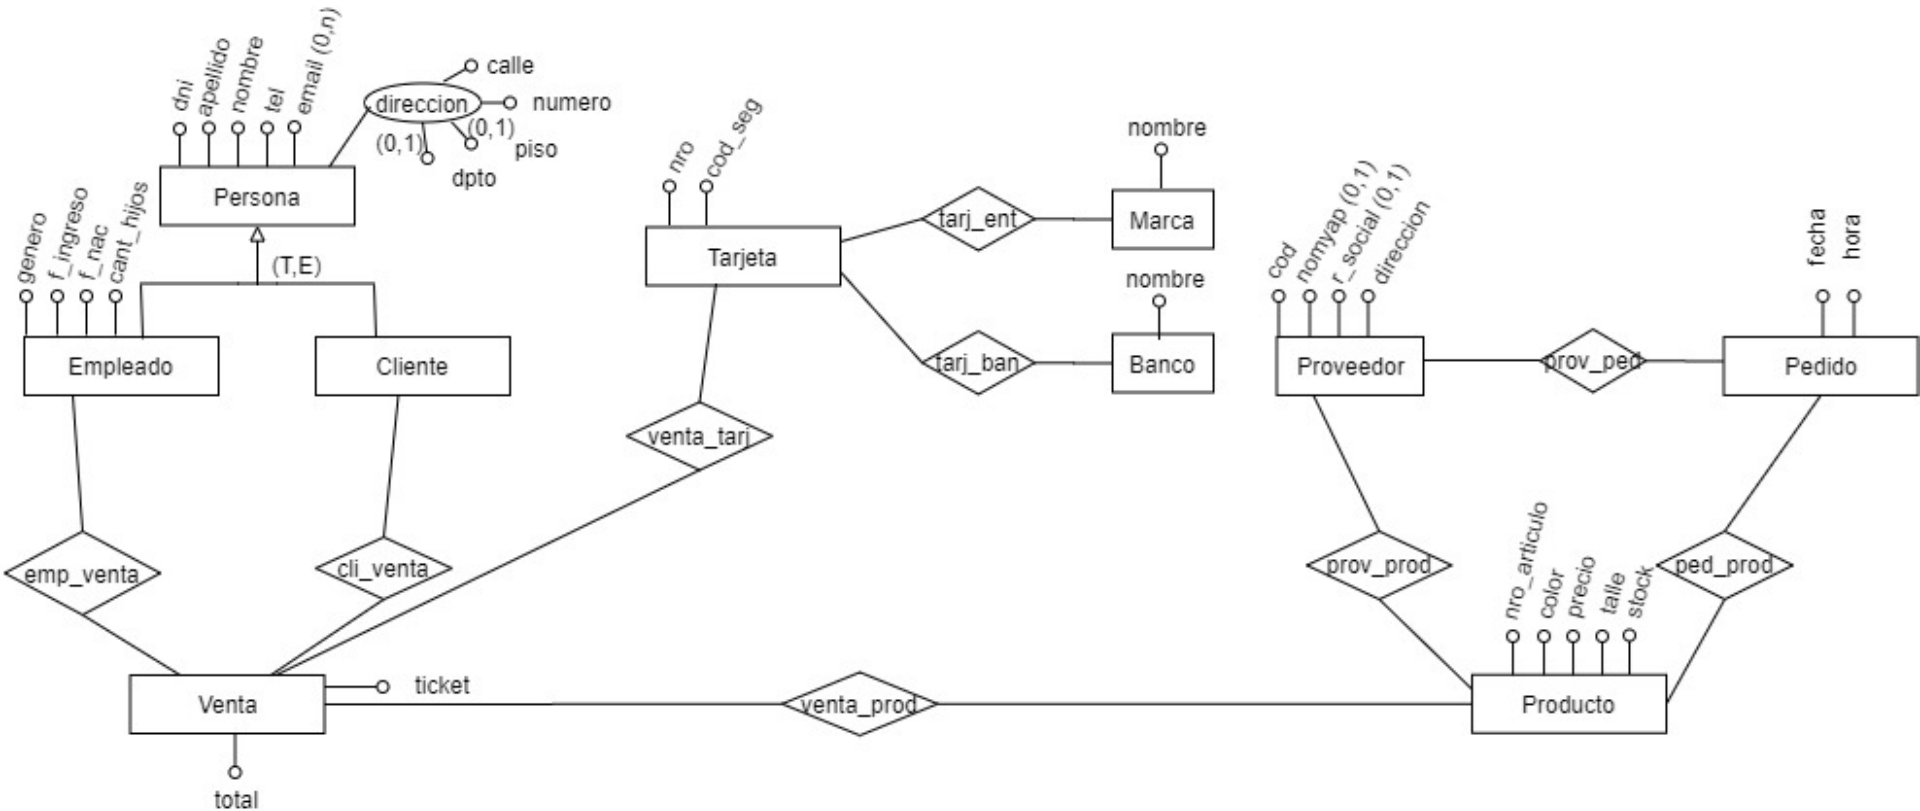 dni
apellido
nombre
tel
email (0,n)
direccion
calle
numero
(0,1)
piso
(0,1)
dpto
Persona
genero
f_ingreso
f_nac
cant_hijos
(T,E)
Empleado
Cliente
nro
cod_seg
Tarjeta
tarj_ent
nombre
Marca
tarj_ban
nombre
Banco
venta_tarj
cod
nomyap (0,1)
r_social (0,1)
direccion
Proveedor
prov_ped
fecha
hora
Pedido
emp_venta
cli_venta
prov_prod
ped_prod
nro_articulo
color
precio
talle
stock
Venta
ticket
total
venta_prod
Producto